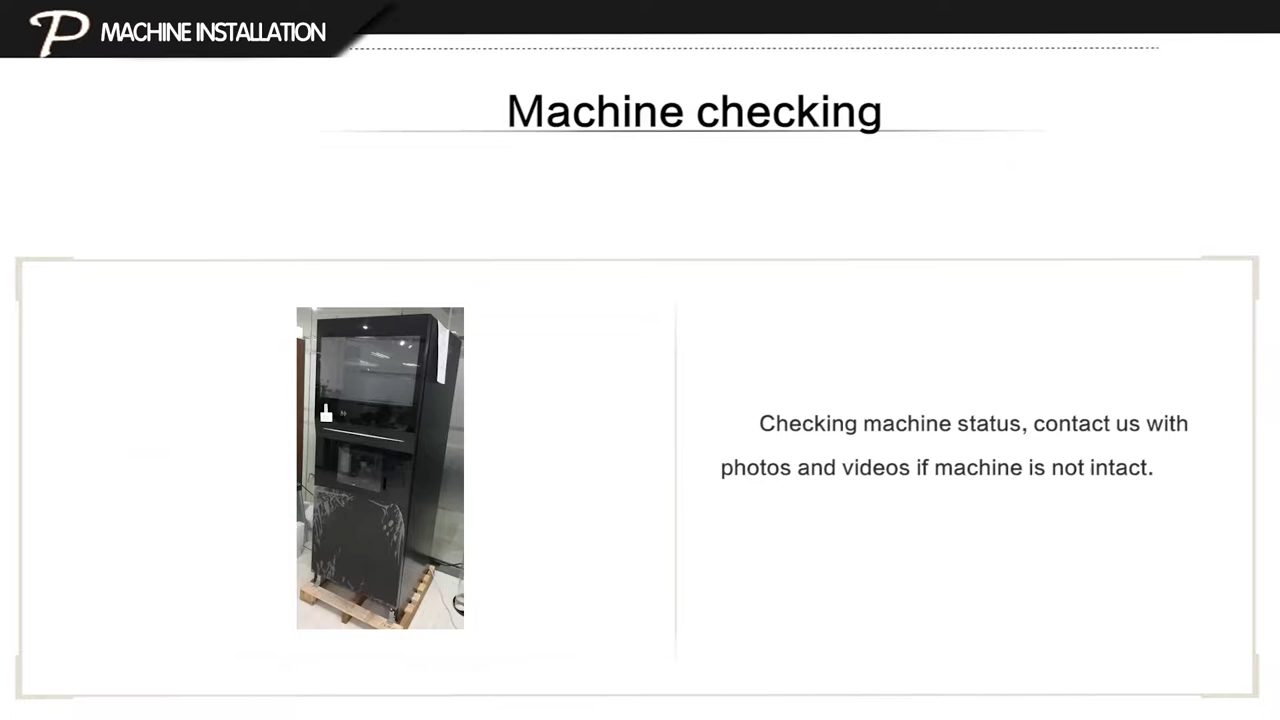 P MACHINE INSTALLATION
Machine checking
Checking machine status, contact us with
photos and videos if machine is not intact.